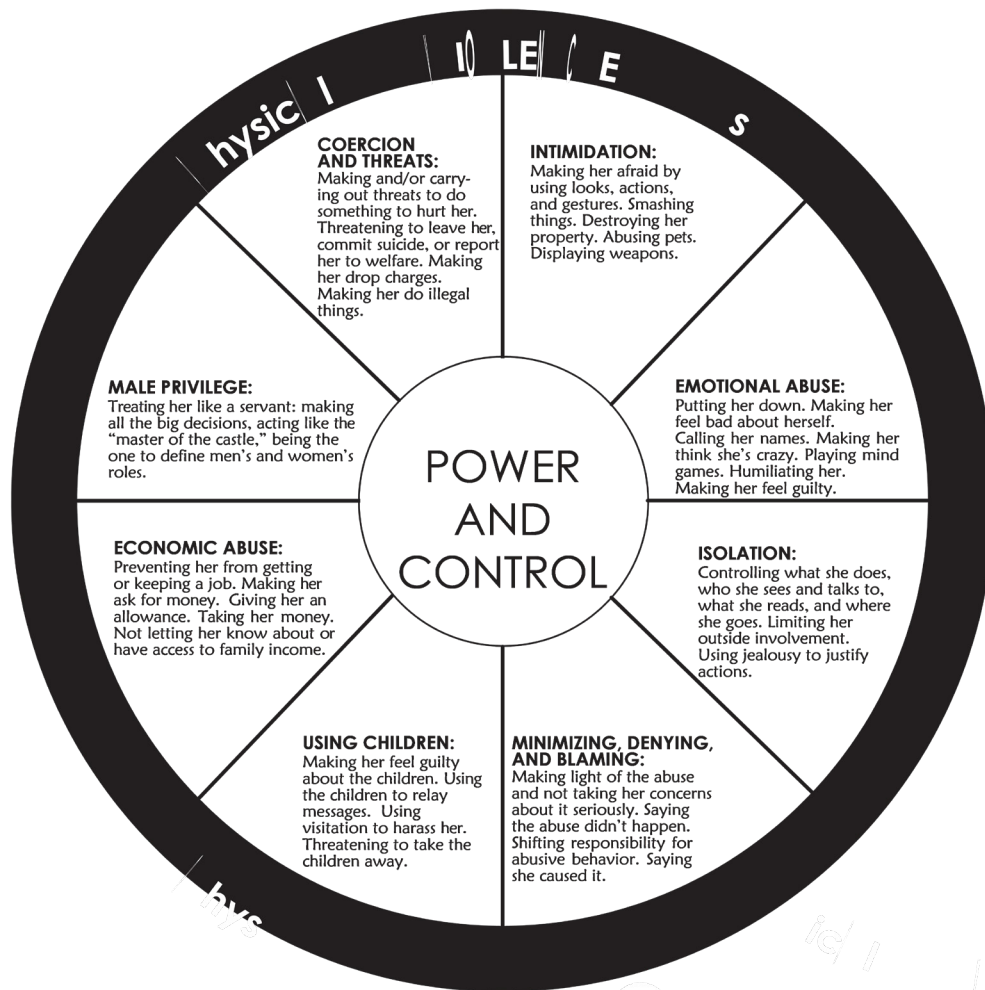 hysic l
IO LEN C E
s
COERCION
AND THREATS:
Making and/or carry-
ing out threats to do
something to hurt her.
Threatening to leave her,
commit suicide, or report
her to welfare. Making
her drop charges.
Making her do illegal
things.
INTIMIDATION:
Making her afraid by
using looks, actions,
and gestures. Smashing
things. Destroying her
property. Abusing pets.
Displaying weapons.
MALE PRIVILEGE:
Treating her like a servant: making
all the big decisions, acting like the
“master of the castle,” being the
one to define men’s and women’s
roles.
EMOTIONAL ABUSE:
Putting her down. Making her
feel bad about herself.
Calling her names. Making her
think she’s crazy. Playing mind
games. Humiliating her.
Making her feel guilty.
POWER
AND
CONTROL
ECONOMIC ABUSE:
Preventing her from getting
or keeping a job. Making her
ask for money. Giving her an
allowance. Taking her money.
Not letting her know about or
have access to family income.
ISOLATION:
Controlling what she does,
who she sees and talks to,
what she reads, and where
she goes. Limiting her
outside involvement.
Using jealousy to justify
actions.
USING CHILDREN:
Making her feel guilty
about the children. Using
the children to relay
messages. Using
visitation to harass her.
Threatening to take the
children away.
MINIMIZING, DENYING,
AND BLAMING:
Making light of the abuse
and not taking her concerns
about it seriously. Saying
the abuse didn’t happen.
Shifting responsibility for
abusive behavior. Saying
she caused it.
hys
ic l